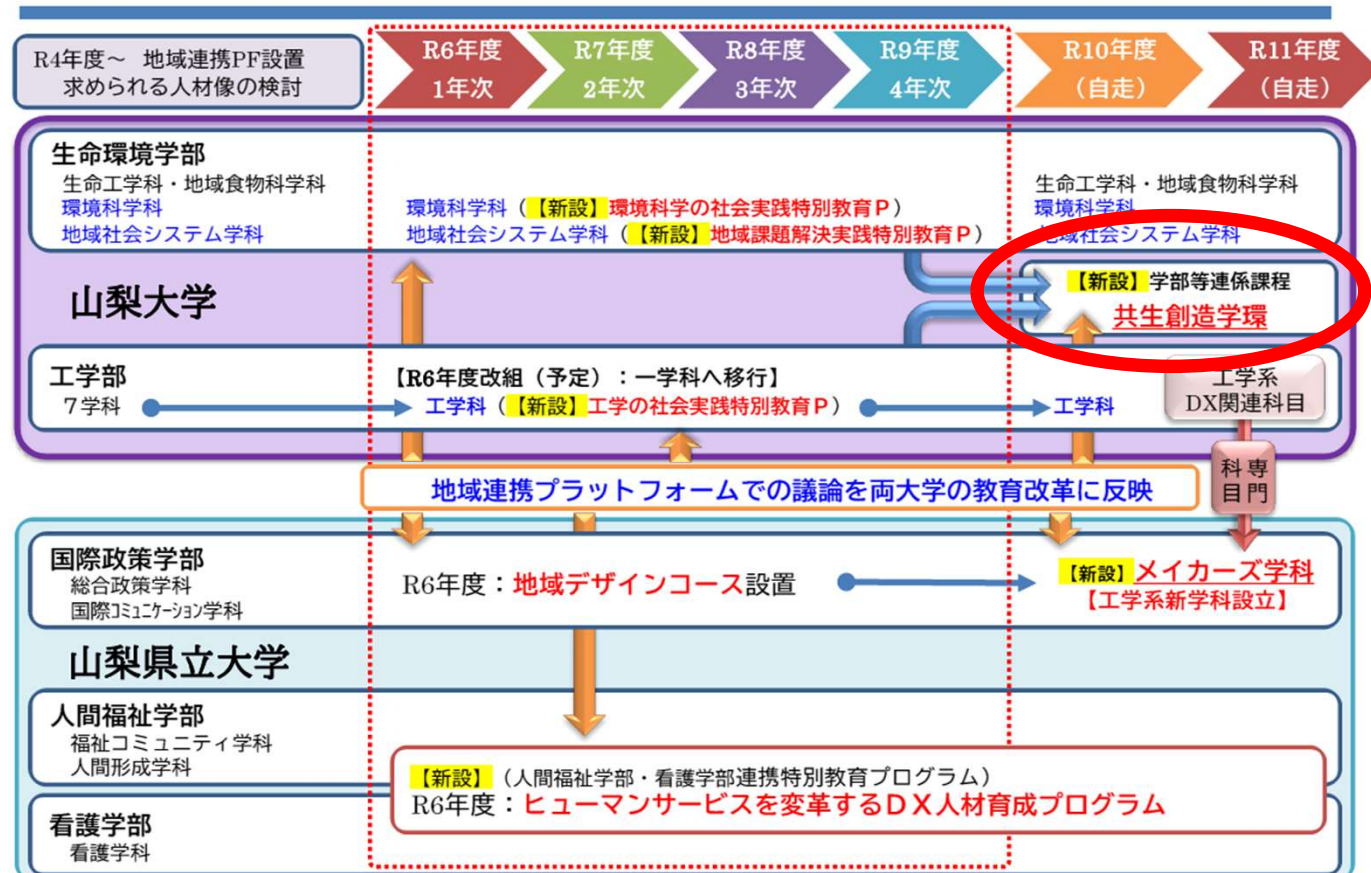 R4年度～ 地域連携PF設置
求められる人材像の検討
R6年度
1年次
R7年度
2年次
R8年度
3年次
R9年度
4年次
R10年度
（自走）
R11年度
（自走）
生命環境学部
生命工学科・地域食物科学科
環境科学科
地域社会システム学科
環境科学科（【新設】環境科学の社会実践特別教育Ｐ）
地域社会システム学科（【新設】地域課題解決実践特別教育Ｐ）
生命工学科・地域食物科学科
環境科学科
地域社会システム学科
山梨大学
【新設】学部等連係課程
共生創造学環
工学部
７学科
【R6年度改組（予定）：一学科へ移行】
工学科（【新設】工学の社会実践特別教育Ｐ）
工学科
工学系
DX関連科目
専門
科目
地域連携プラットフォームでの議論を両大学の教育改革に反映
国際政策学部
総合政策学科
国際ｺﾐｭﾆｹｰｼｮﾝ学科
R6年度：地域デザインコース設置
【新設】メイカーズ学科
【工学系新学科設立】
山梨県立大学
人間福祉学部
福祉コミュニティ学科
人間形成学科
【新設】（人間福祉学部・看護学部連携特別教育プログラム）
R6年度：ヒューマンサービスを変革するＤＸ人材育成プログラム
看護学部
看護学科